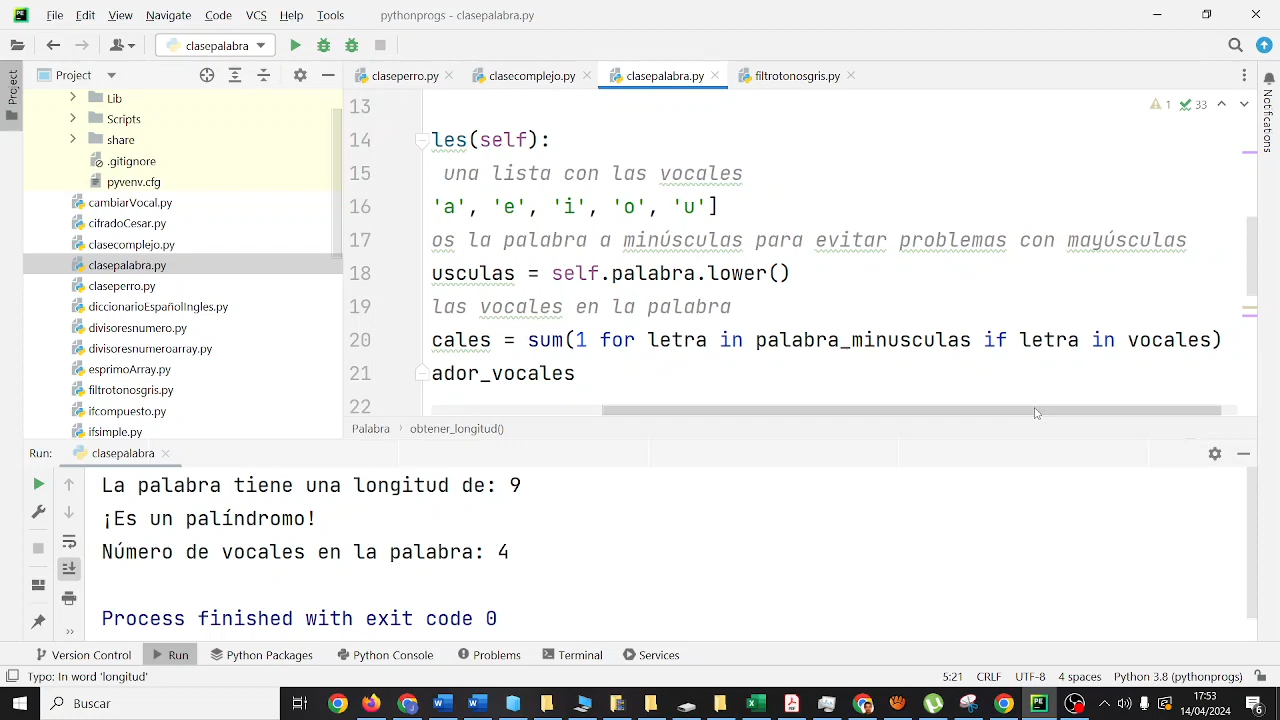 File Edit View Navigate Code Refactor Run Tools VCS Window Help pythonprogs - clasepalabra.py
clasepalabra
Project
clasePerro.py
claseComplejo.py
clasepalabra.py
filtrotonosgris.py
Project
Lib
Scripts
share
.gitignore
pyvenv.cfg
cambiarVocal.py
cifradoCesar.py
clasecomplejo.py
clasepalabra.py
claseperro.py
diccionarioEspañolIngles.py
divisoresnumero.py
divisoresnumeroarray.py
esprimoArray.py
filtrotonosgris.py
ifcompuesto.py
ifsimple.py
13
14 les(self):
15 una lista con las vocales
16 'a', 'e', 'i', 'o', 'u']
17 os la palabra a minúsculas para evitar problemas con mayúsculas
18 usculas = self.palabra.lower()
19 las vocales en la palabra
20 cales = sum(1 for letra in palabra_minusculas if letra in vocales)
21 ador_vocales
22
1 33
Notifications
Palabra › obtener_longitud()
Run: clasepalabra
La palabra tiene una longitud de: 9
¡Es un palíndromo!
Número de vocales en la palabra: 4
Process finished with exit code 0
Version Control Run Python Packages Python Console Problems Terminal Services
Typo: In word 'longitud' 5:21 CRLF UTF-8 4 spaces Python 3.8 (pythonprogs)
Buscar
17:53
14/04/2024
6